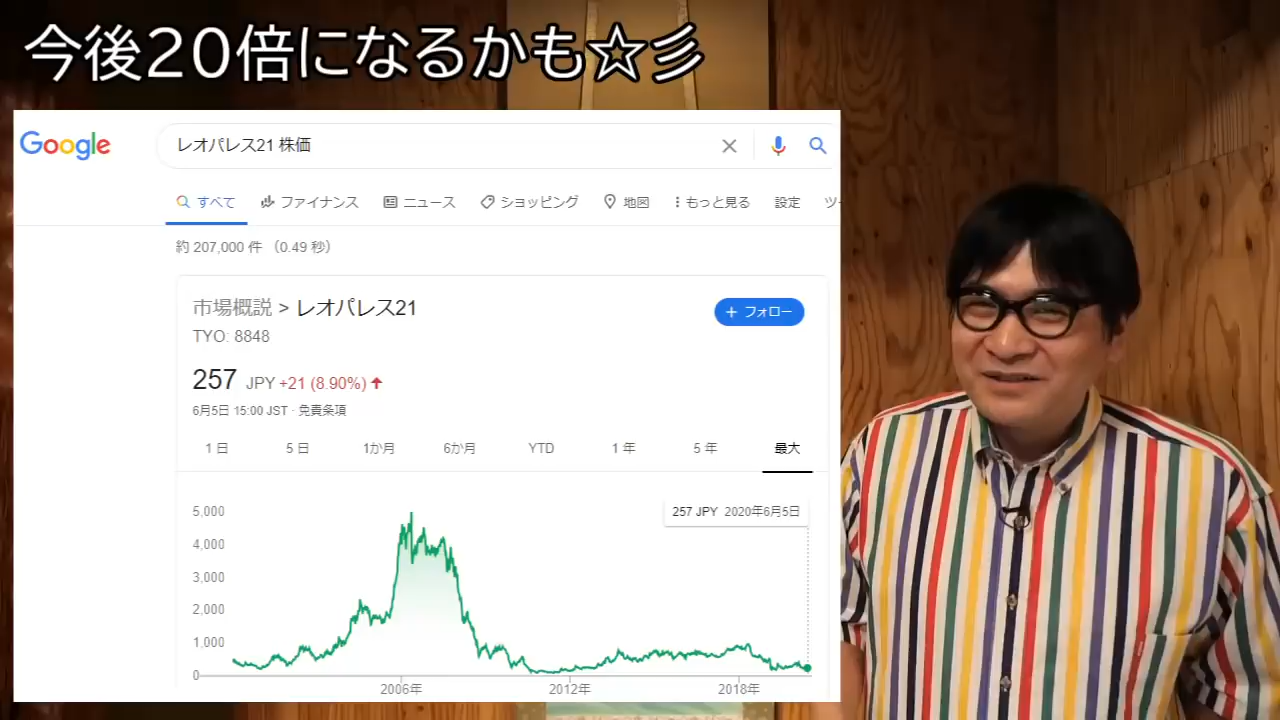 今後20倍になるかも☆彡
Google
レオパレス21 株価
すべて ファイナンス ニュース ショッピング 地図 もっと見る 設定 ツ
約 207,000 件 (0.49 秒)
市場概説 > レオパレス21
+ フォロー
TYO: 8848
257 JPY +21 (8.90%)
6月5日 15:00 JST · 免責条項
1日 5日 1か月 6か月 YTD 1年 5年 最大
257 JPY 2020年6月5日
5,000
4,000
3,000
2,000
1,000
0
2006年 2012年 2018年